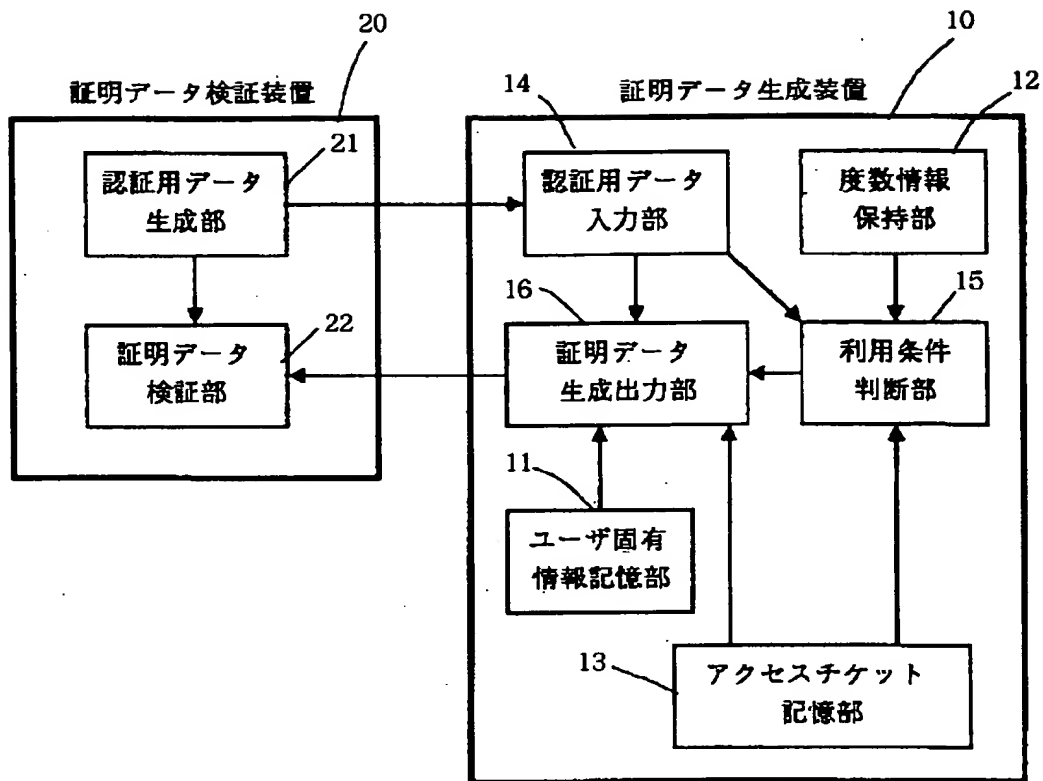 20
証明データ検証装置
21
認証用データ
生成部
22
証明データ
検証部
10
証明データ生成装置
14
認証用データ
入力部
12
度数情報
保持部
16
証明データ
生成出力部
15
利用条件
判断部
11
ユーザ固有
情報記憶部
13
アクセスチケット
記憶部